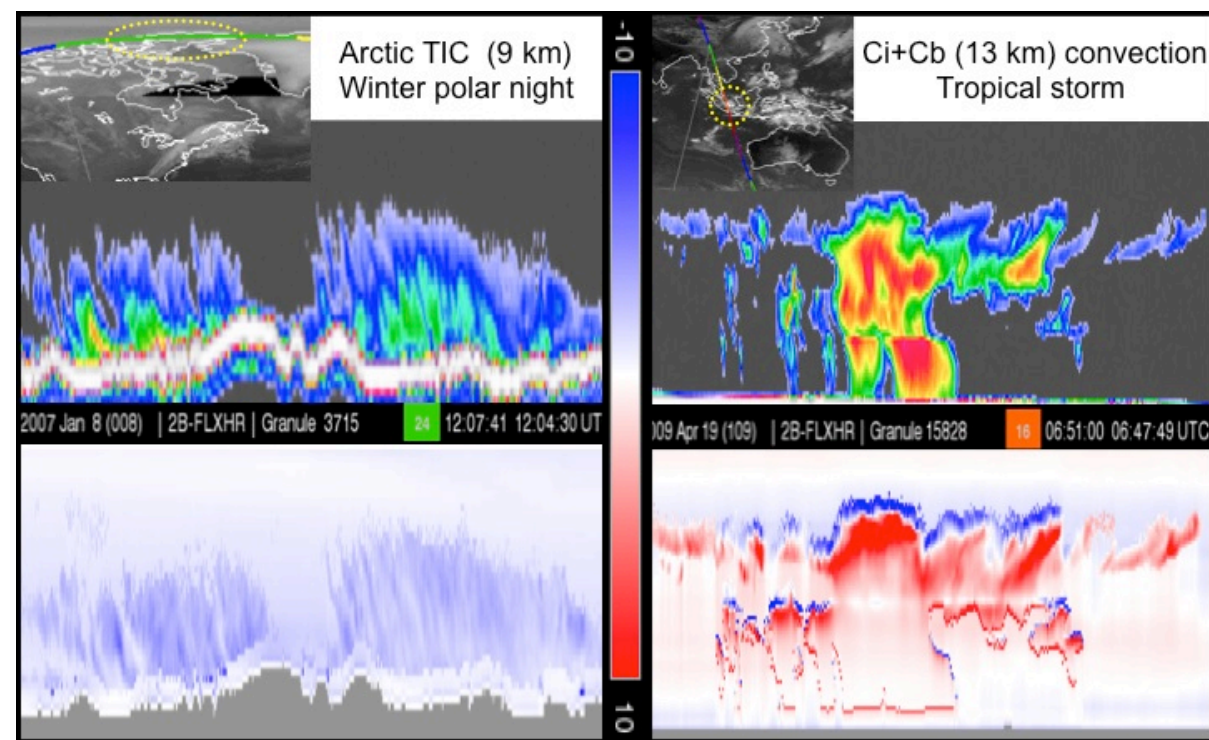 Arctic TIC (9 km)
Winter polar night
-10
Ci+Cb (13 km) convection
Tropical storm
2007 Jan 8 (008) | 2B-FLXHR | Granule 3715 24 12:07:41 12:04:30 UT
10
09 Apr 19 (109) | 2B-FLXHR | Granule 15828 16 06:51:00 06:47:49 UTC